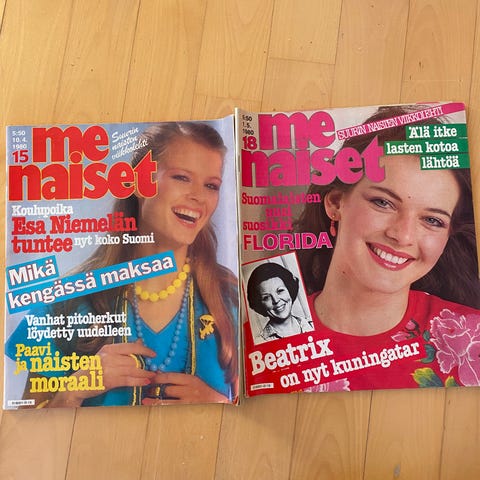 5:50
10.4.
1980
15
me
naiset
Suurin
naisten
viikkolehti
Koulupoika
Esa Niemelän
tuntee nyt koko Suomi
Mikä
kengässä maksaa
Vanhat pitoherkut
löydetty uudelleen
Paavi
ja naisten
moraali
5:50
1.5.
1980
18
me
naiset
SUURIN NAISTEN VIIKKOLEHTI
Älä itke
lasten kotoa
lähtöä
Suomalaisten
uusi
suosikki
FLORIDA
Beatrix
on nyt kuningatar